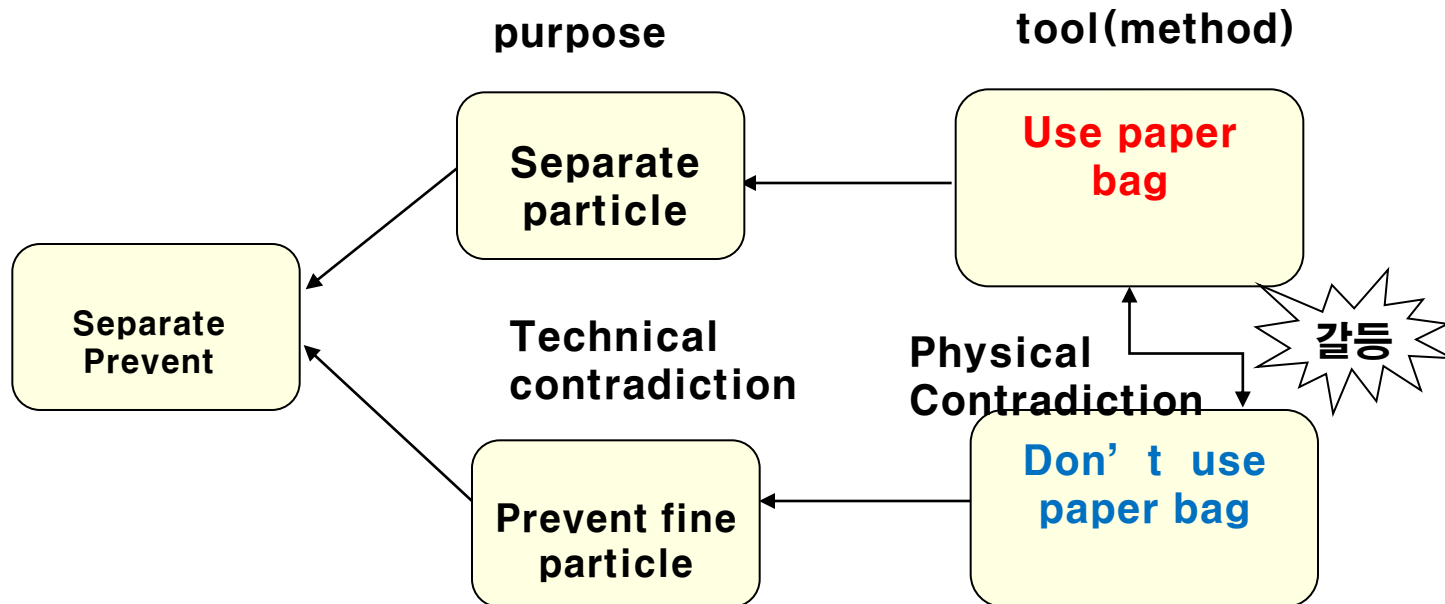 purpose
tool(method)
Separate
particle
Use paper
bag
Separate
Prevent
Technical
contradiction
Physical
Contradiction
갈등
Prevent fine
particle
Don’ t use
paper bag